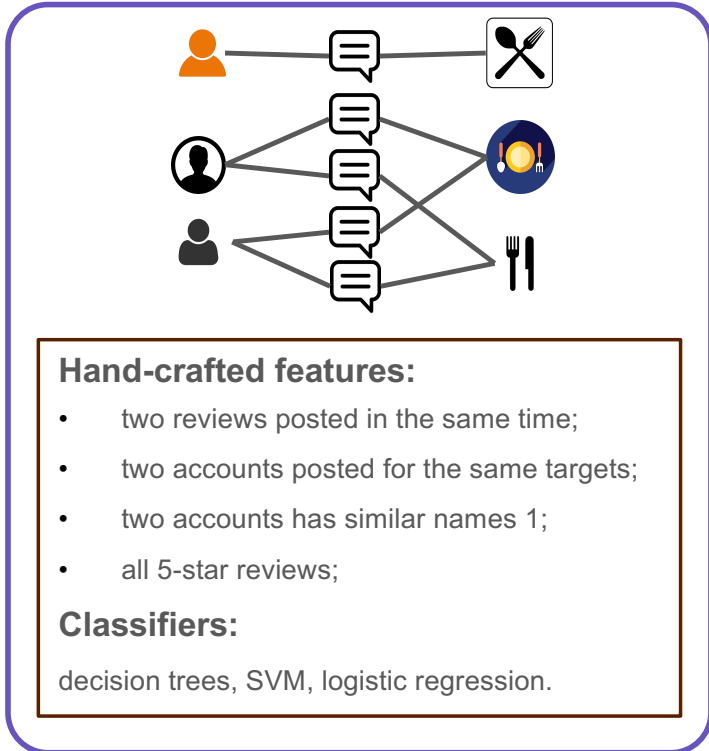 Hand-crafted features:
• two reviews posted in the same time;
• two accounts posted for the same targets;
• two accounts has similar names 1;
• all 5-star reviews;
Classifiers:
decision trees, SVM, logistic regression.